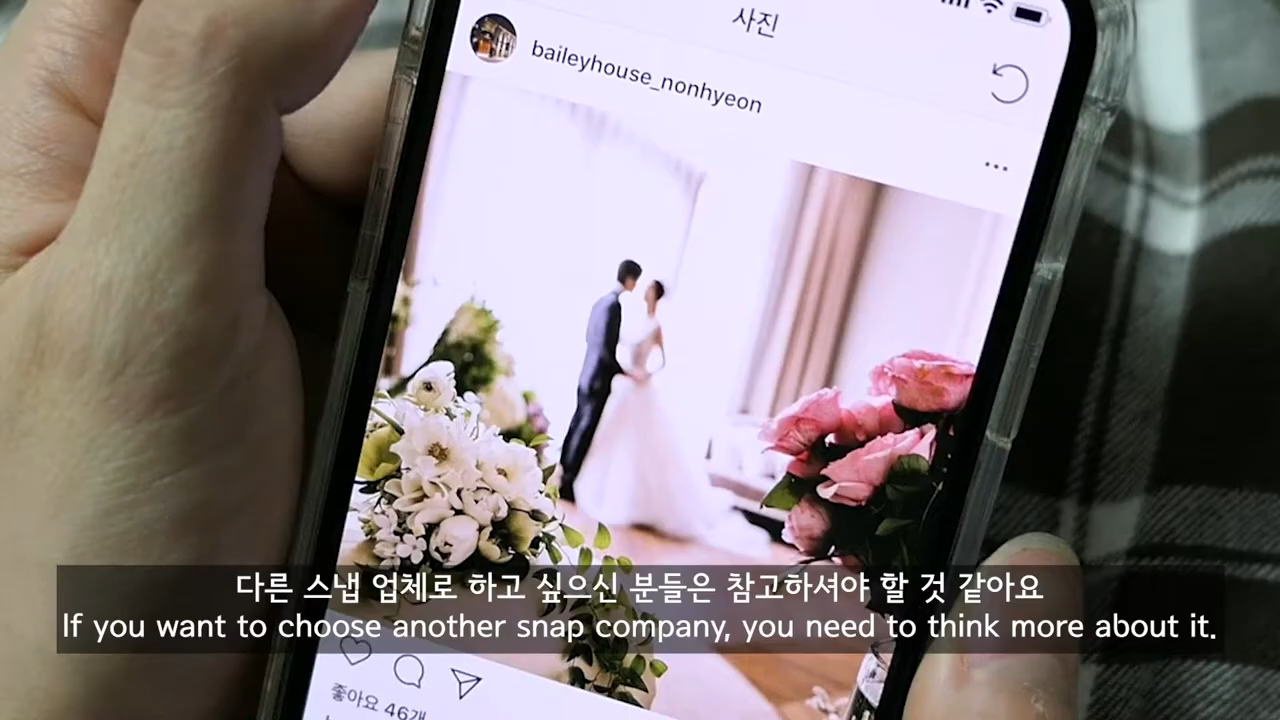 사진
baileyhouse_nonhyeon
다른 스냅 업체로 하고 싶으신 분들은 참고하셔야 할 것 같아요
If you want to choose another snap company, you need to think more about it.
좋아요 46개